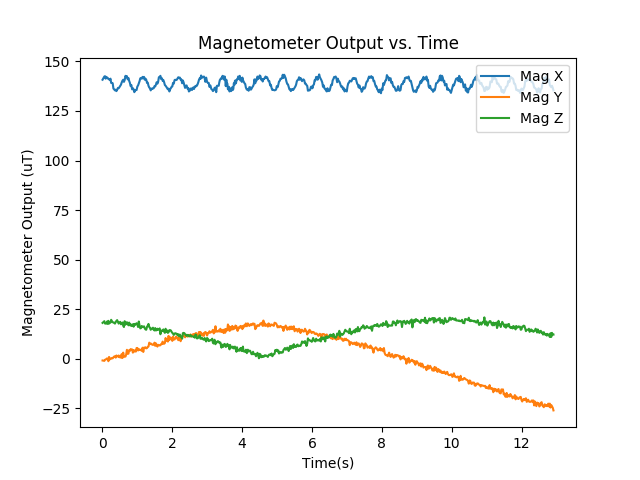 Magnetometer Output vs. Time
Magnetometer Output (uT)
150
125
100
75
50
25
0
−25
Mag X
Mag Y
Mag Z
0 2 4 6 8 10 12
Time(s)